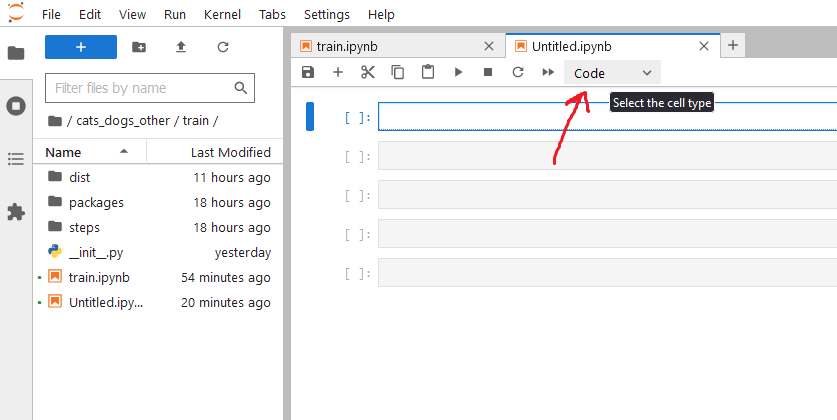 File Edit View Run Kernel Tabs Settings Help
train.ipynb Untitled.ipynb
Filter files by name
Code
Select the cell type
/ cats_dogs_other / train /
Name Last Modified
dist 11 hours ago
packages 18 hours ago
steps 18 hours ago
__init__.py yesterday
train.ipynb 54 minutes ago
Untitled.ipy... 20 minutes ago
[ ]:
[ ]:
[ ]:
[ ]:
[ ]: